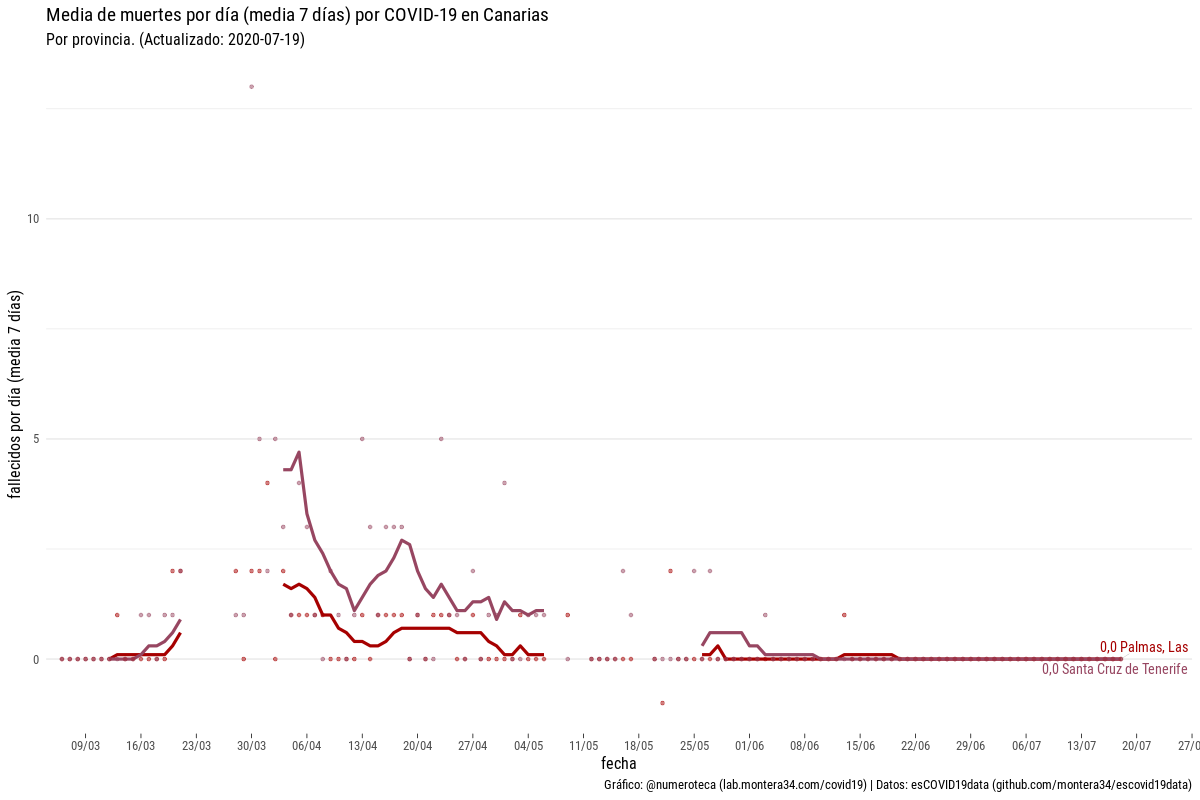 Media de muertes por día (media 7 días) por COVID-19 en Canarias
Por provincia. (Actualizado: 2020-07-19)
fallecidos por día (media 7 días)
10
5
0
0,0 Palmas, Las
0,0 Santa Cruz de Tenerife
09/03 16/03 23/03 30/03 06/04 13/04 20/04 27/04 04/05 11/05 18/05 25/05 01/06 08/06 15/06 22/06 29/06 06/07 13/07 20/07 27/0
fecha
Gráfico: @numeroteca (lab.montera34.com/covid19) | Datos: esCOVID19data (github.com/montera34/escovid19data)